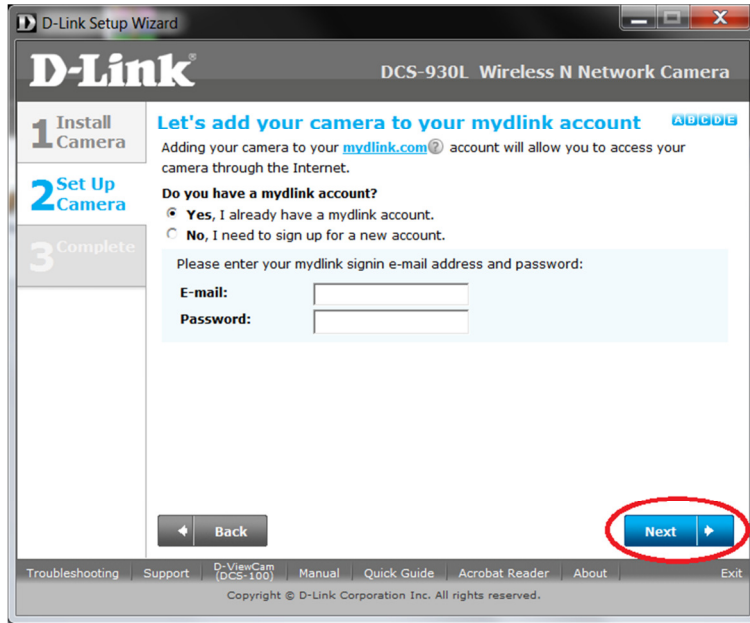 D-Link Setup Wizard
D-Link®
DCS-930L Wireless N Network Camera
1 Install Camera
2 Set Up Camera
3 Complete
Let's add your camera to your mydlink account
A B C D E
Adding your camera to your mydlink.com ? account will allow you to access your
camera through the Internet.
Do you have a mydlink account?
Yes, I already have a mydlink account.
No, I need to sign up for a new account.
Please enter your mydlink signin e-mail address and password:
E-mail:
Password:
Back
Next
Troubleshooting Support D-ViewCam (DCS-100) Manual Quick Guide Acrobat Reader About Exit
Copyright © D-Link Corporation Inc. All rights reserved.